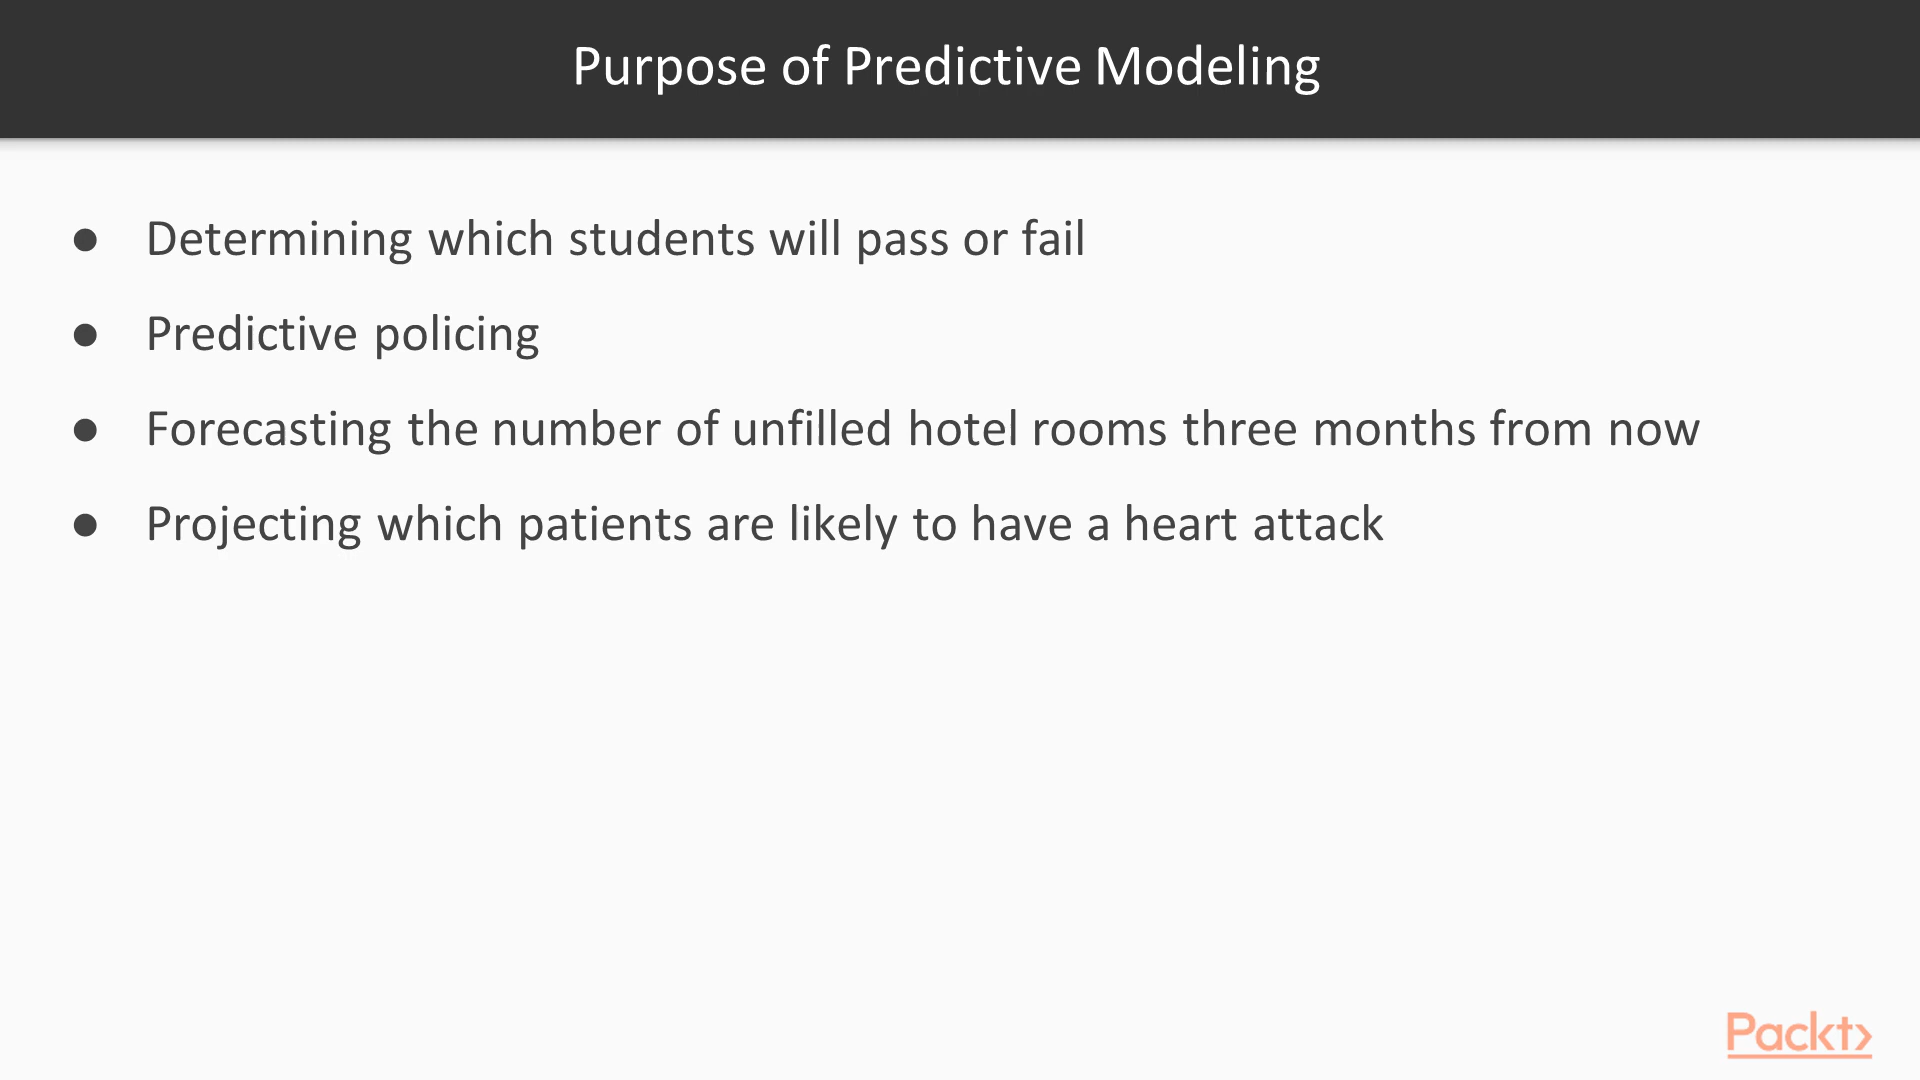 Purpose of Predictive Modeling
● Determining which students will pass or fail
● Predictive policing
● Forecasting the number of unfilled hotel rooms three months from now
● Projecting which patients are likely to have a heart attack
Packt>